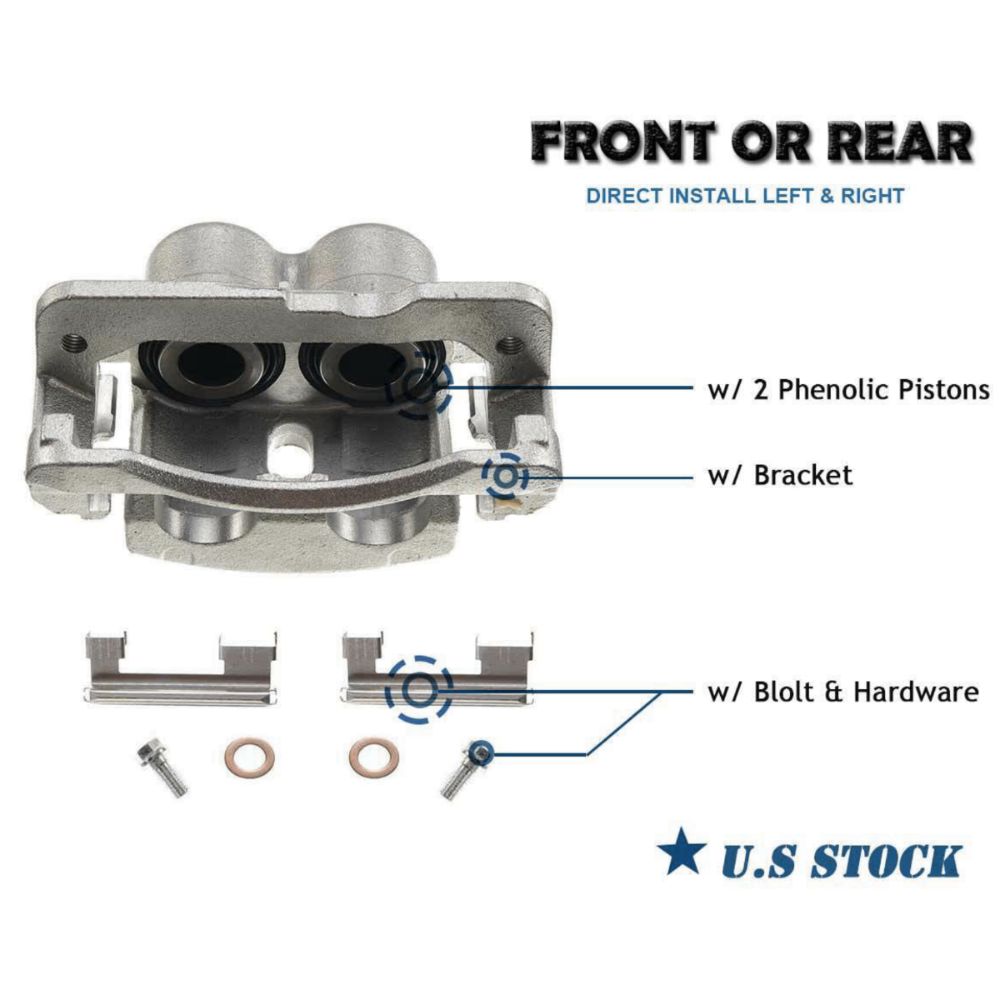 FRONT OR REAR
DIRECT INSTALL LEFT & RIGHT
w/ 2 Phenolic Pistons
w/ Bracket
w/ Blolt & Hardware
U.S STOCK